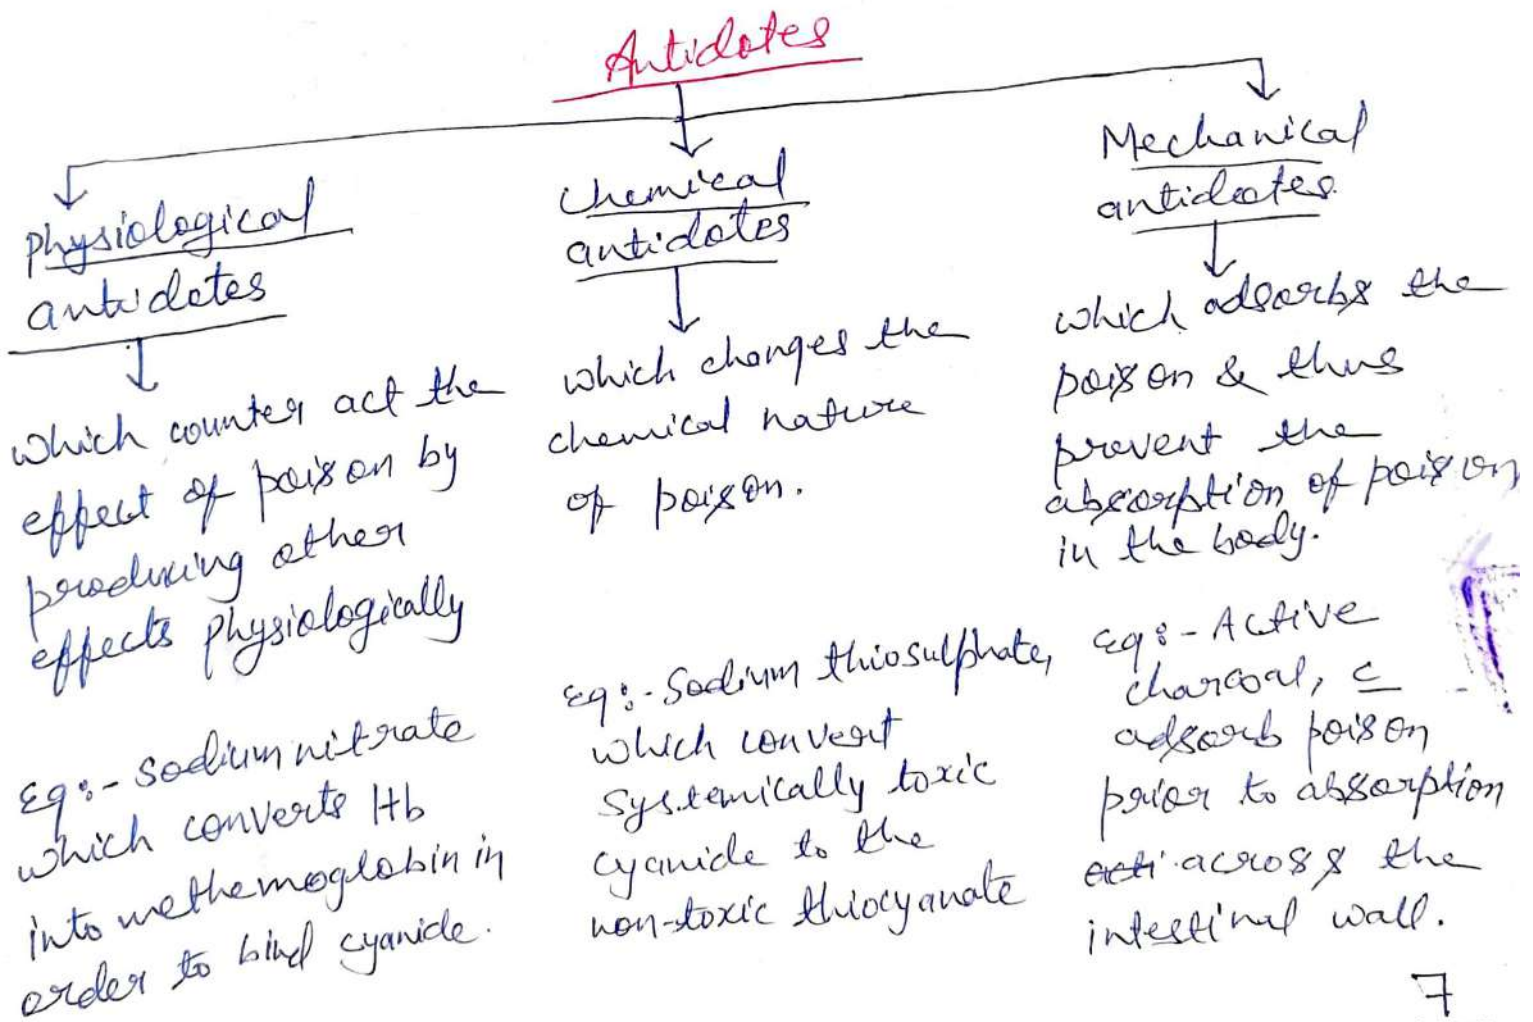 Antidotes
Physiological
antidotes
which counter act the
effect of poison by
producing other
effects physiologically
Eg:- Sodium nitrate
which converts Hb
into methemoglobin in
order to bind cyanide.
Chemical
antidotes
which changes the
chemical nature
of poison.
Eg:- Sodium thiosulphate,
which convert
systemically toxic
cyanide to the
non-toxic thiocyanate
Mechanical
antidotes
which adsorbs the
poison & thus
prevent the
absorption of poison
in the body.
Eg:- Active
charcoal, c
adsorb poison
prior to absorption
across the
intestinal wall.
7